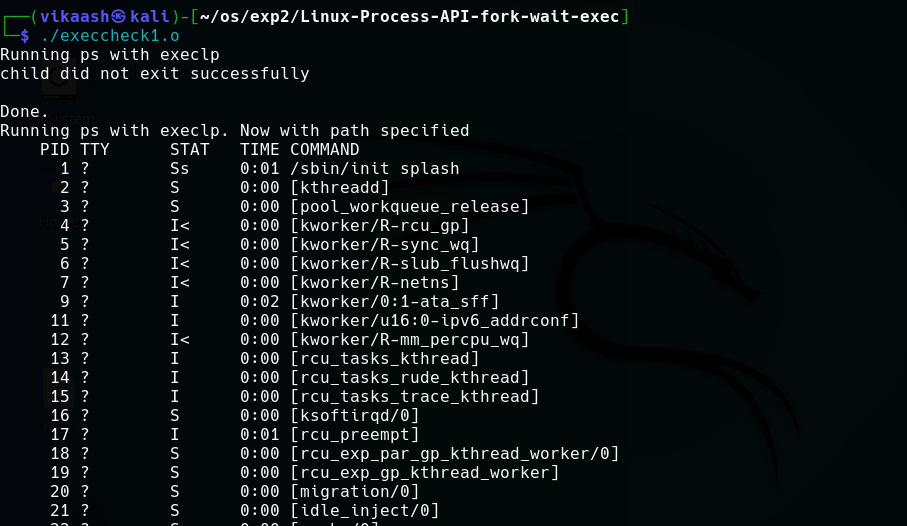 ┌──(vikaash㉿kali)-[~/os/exp2/Linux-Process-API-fork-wait-exec]
└─$ ./execcheck1.o
Running ps with execlp
child did not exit successfully

Done.
Running ps with execlp. Now with path specified
    PID TTY      STAT   TIME COMMAND
      1 ?        Ss     0:01 /sbin/init splash
      2 ?        S      0:00 [kthreadd]
      3 ?        S      0:00 [pool_workqueue_release]
      4 ?        I<     0:00 [kworker/R-rcu_gp]
      5 ?        I<     0:00 [kworker/R-sync_wq]
      6 ?        I<     0:00 [kworker/R-slub_flushwq]
      7 ?        I<     0:00 [kworker/R-netns]
      9 ?        I      0:02 [kworker/0:1-ata_sff]
     11 ?        I      0:00 [kworker/u16:0-ipv6_addrconf]
     12 ?        I<     0:00 [kworker/R-mm_percpu_wq]
     13 ?        I      0:00 [rcu_tasks_kthread]
     14 ?        I      0:00 [rcu_tasks_rude_kthread]
     15 ?        I      0:00 [rcu_tasks_trace_kthread]
     16 ?        S      0:00 [ksoftirqd/0]
     17 ?        I      0:01 [rcu_preempt]
     18 ?        S      0:00 [rcu_exp_par_gp_kthread_worker/0]
     19 ?        S      0:00 [rcu_exp_gp_kthread_worker]
     20 ?        S      0:00 [migration/0]
     21 ?        S      0:00 [idle_inject/0]